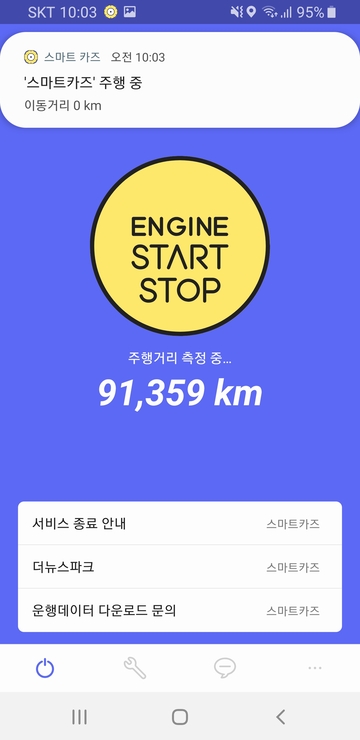 SKT 10:03 95%
스마트 카즈 오전 10:03
'스마트카즈' 주행 중
이동거리 0 km
ENGINE
START
STOP
주행거리 측정 중...
91,359 km
서비스 종료 안내 스마트카즈
더뉴스파크 스마트카즈
운행데이터 다운로드 문의 스마트카즈